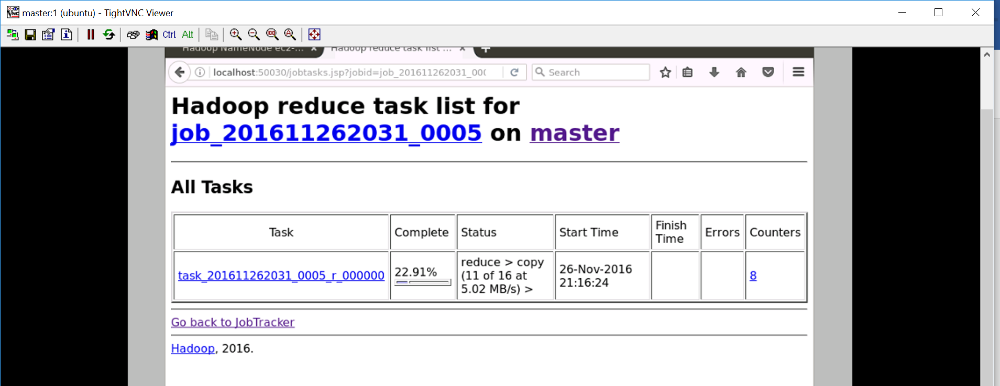 master:1 (ubuntu) - TightVNC Viewer
Ctrl Alt
Hadoop NameNode ec2-... × Hadoop reduce task list ... × +
localhost:50030/jobtasks.jsp?jobid=job_201611262031_00 Search
Hadoop reduce task list for
job_201611262031_0005 on master
All Tasks
Task Complete Status Start Time Finish Time Errors Counters
task_201611262031_0005_r_000000 22.91% reduce > copy (11 of 16 at 5.02 MB/s) > 26-Nov-2016 21:16:24 8
Go back to JobTracker
Hadoop, 2016.